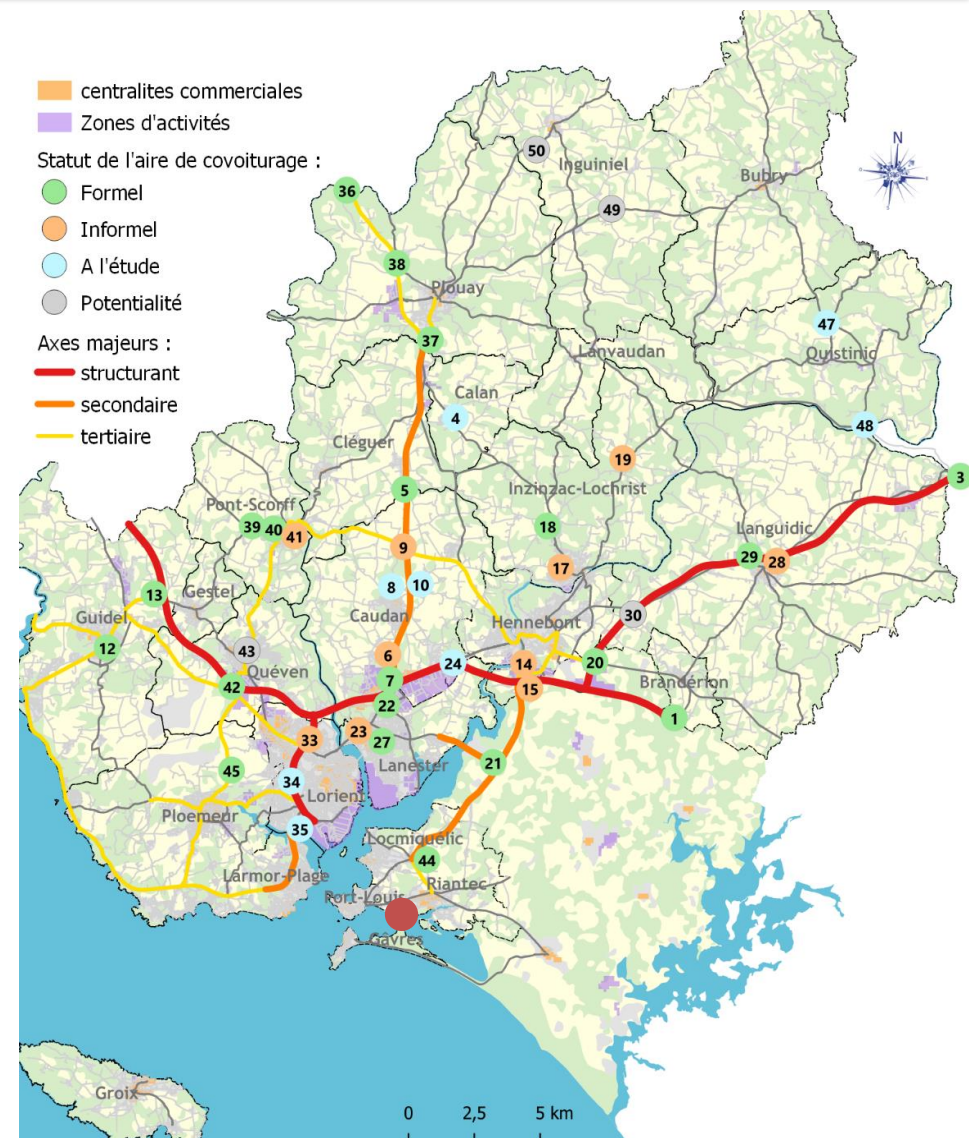 centralites commerciales
Zones d'activités
Statut de l'aire de covoiturage :
Formel
Informel
A l'étude
Potentialité
Axes majeurs :
structurant
secondaire
tertiaire
N
50
Inguiniel
Bubry
36
49
38
Plouay
47
37
Lanvaudan
Quistinic
Calan
4
48
Cléguer
19
3
5
Inzinzac-Lochrist
Pont-Scorff
39
40
41
18
Languidic
9
29
28
17
13
Gestel
8
10
30
Guidel
Caudan
Hennebont
12
43
6
24
14
20
Quéven
7
15
Brandérion
42
22
1
33
23
27
21
45
Lanester
34
Lorient
Ploemeur
35
Locmiquélic
44
Larmor-Plage
Riantec
Port-Louis
Gâvres
Groix
0 2,5 5 km